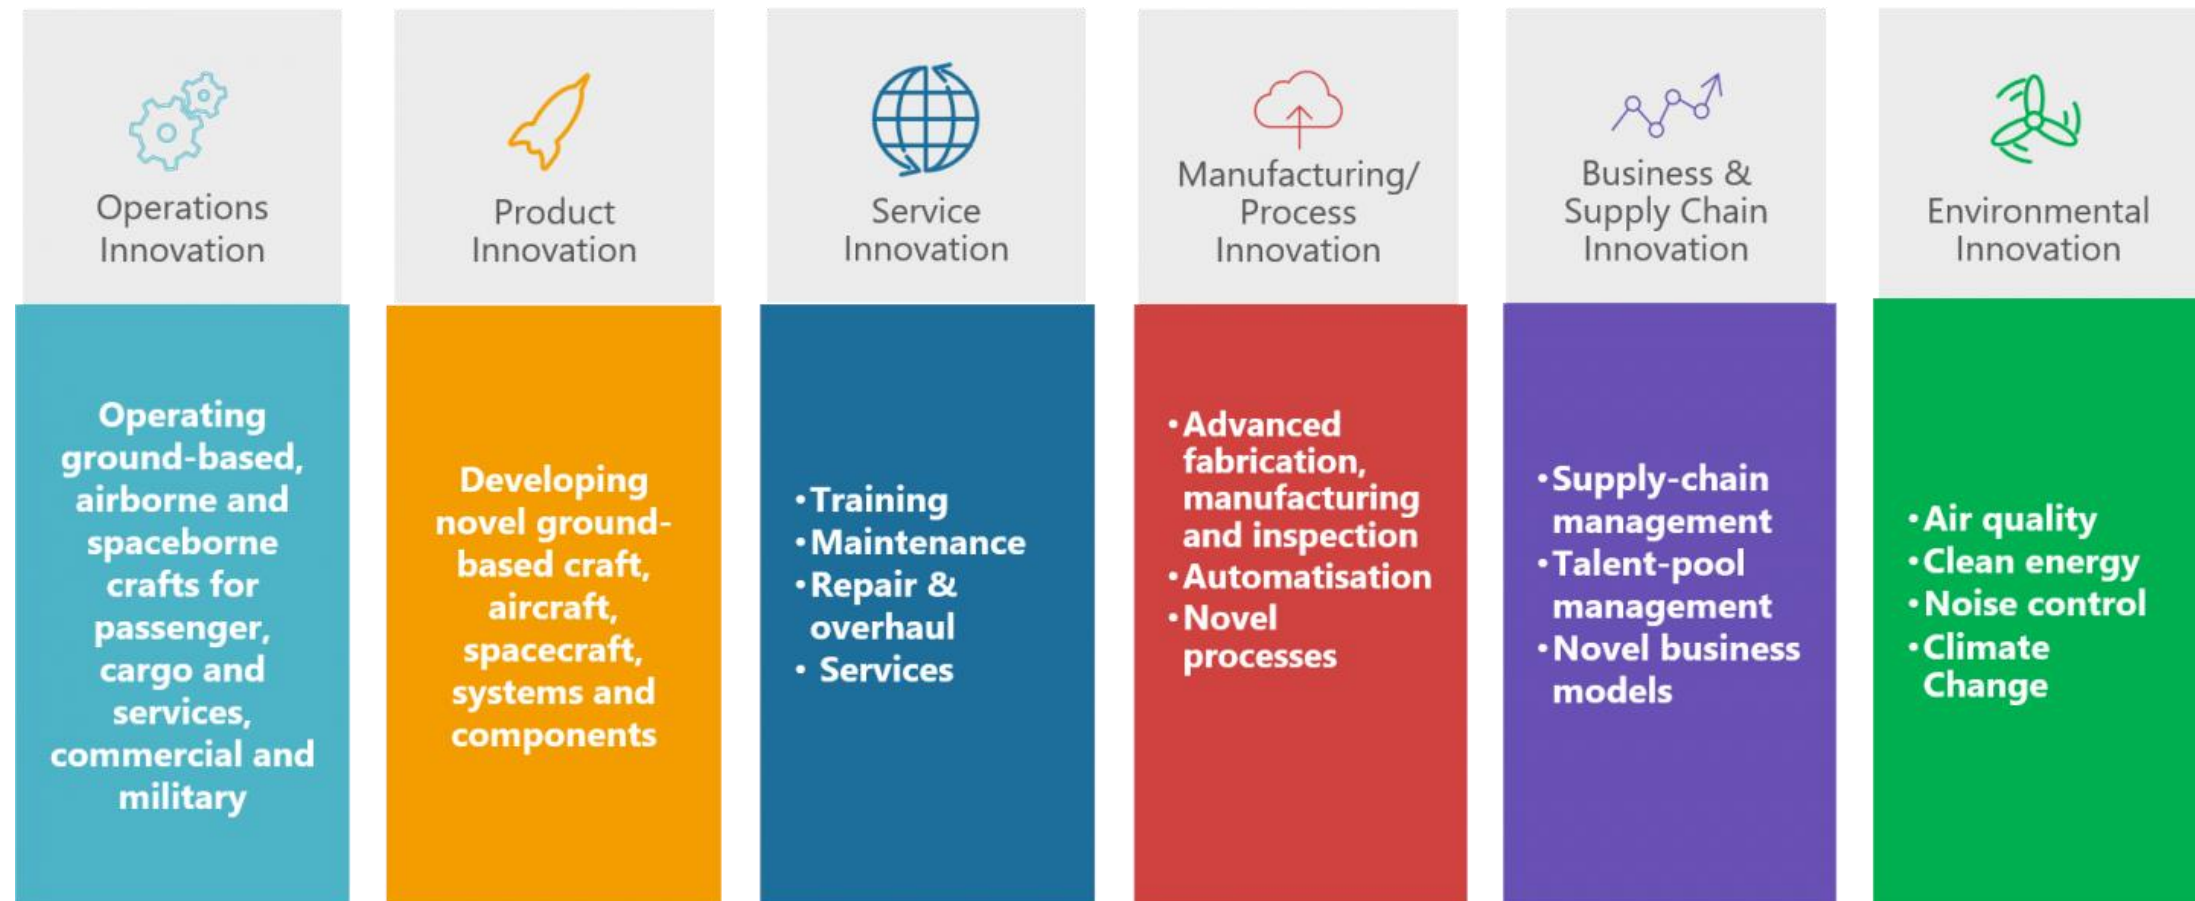 Operations
Innovation
Operating
ground-based,
airborne and
spaceborne
crafts for
passenger,
cargo and
services,
commercial and
military
Product
Innovation
Developing
novel ground-
based craft,
aircraft,
spacecraft,
systems and
components
Service
Innovation
•Training
•Maintenance
•Repair &
overhaul
• Services
Manufacturing/
Process
Innovation
•Advanced
fabrication,
manufacturing
and inspection
•Automatisation
•Novel
processes
Business &
Supply Chain
Innovation
•Supply-chain
management
•Talent-pool
management
•Novel business
models
Environmental
Innovation
•Air quality
•Clean energy
•Noise control
•Climate
Change